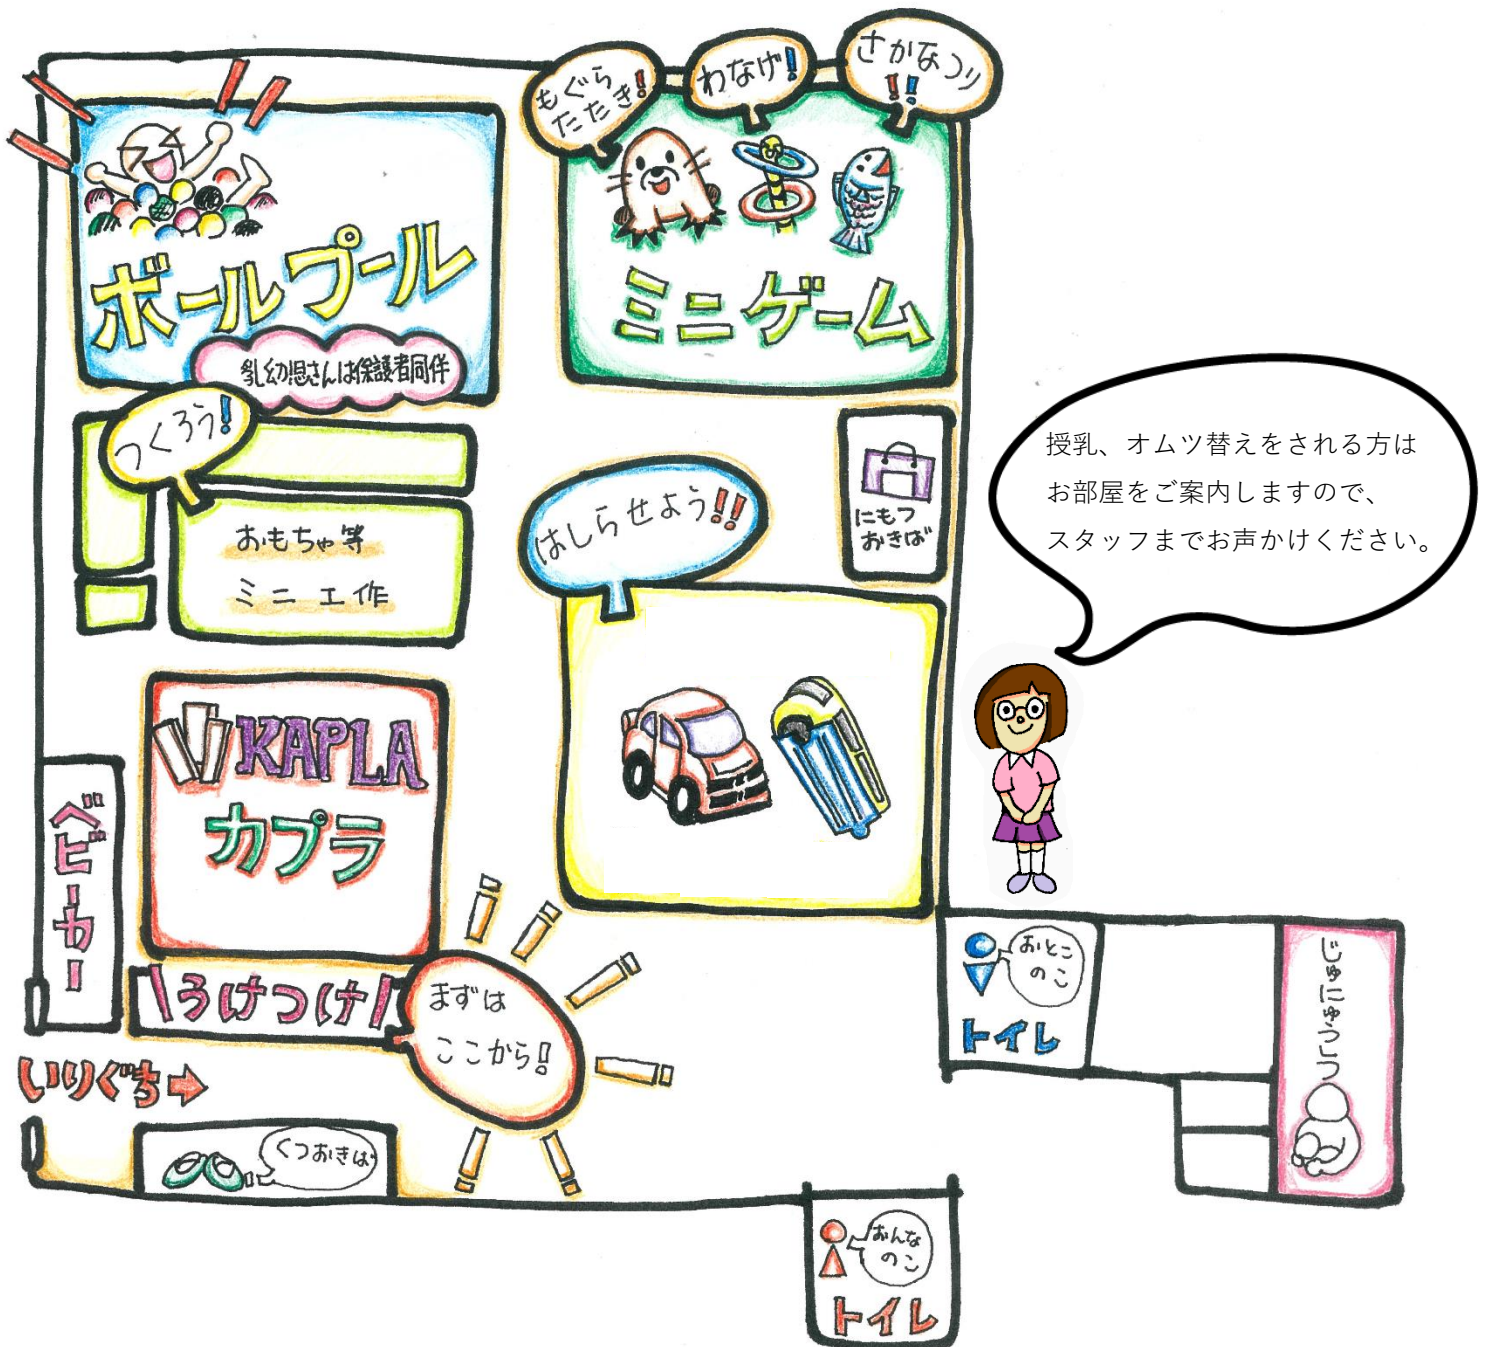 もぐら
たたき!
わなげ!
さかなつり
!!
ボールプール
乳幼児さんは保護者同伴
ミニゲーム
つくろう!
おもちゃ等
ミニ工作
はしらせよう!!
にもつ
おきば
授乳、オムツ替えをされる方は
お部屋をご案内しますので、
スタッフまでお声かけください。
KAPLA
カプラ
ベビーカー
\うけつけ/
まずは
ここから!!
いりぐち→
くつおきば
おとこ
のこ
トイレ
じゅにゅうしつ
おんな
のこ
トイレ